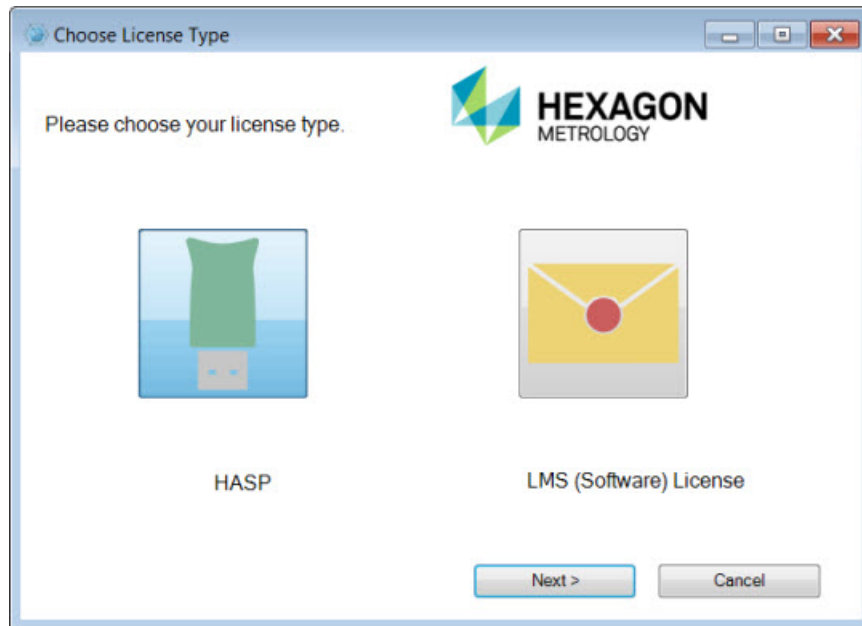 Choose License Type
Please choose your license type.
HEXAGON
METROLOGY
HASP
LMS (Software) License
Next >
Cancel